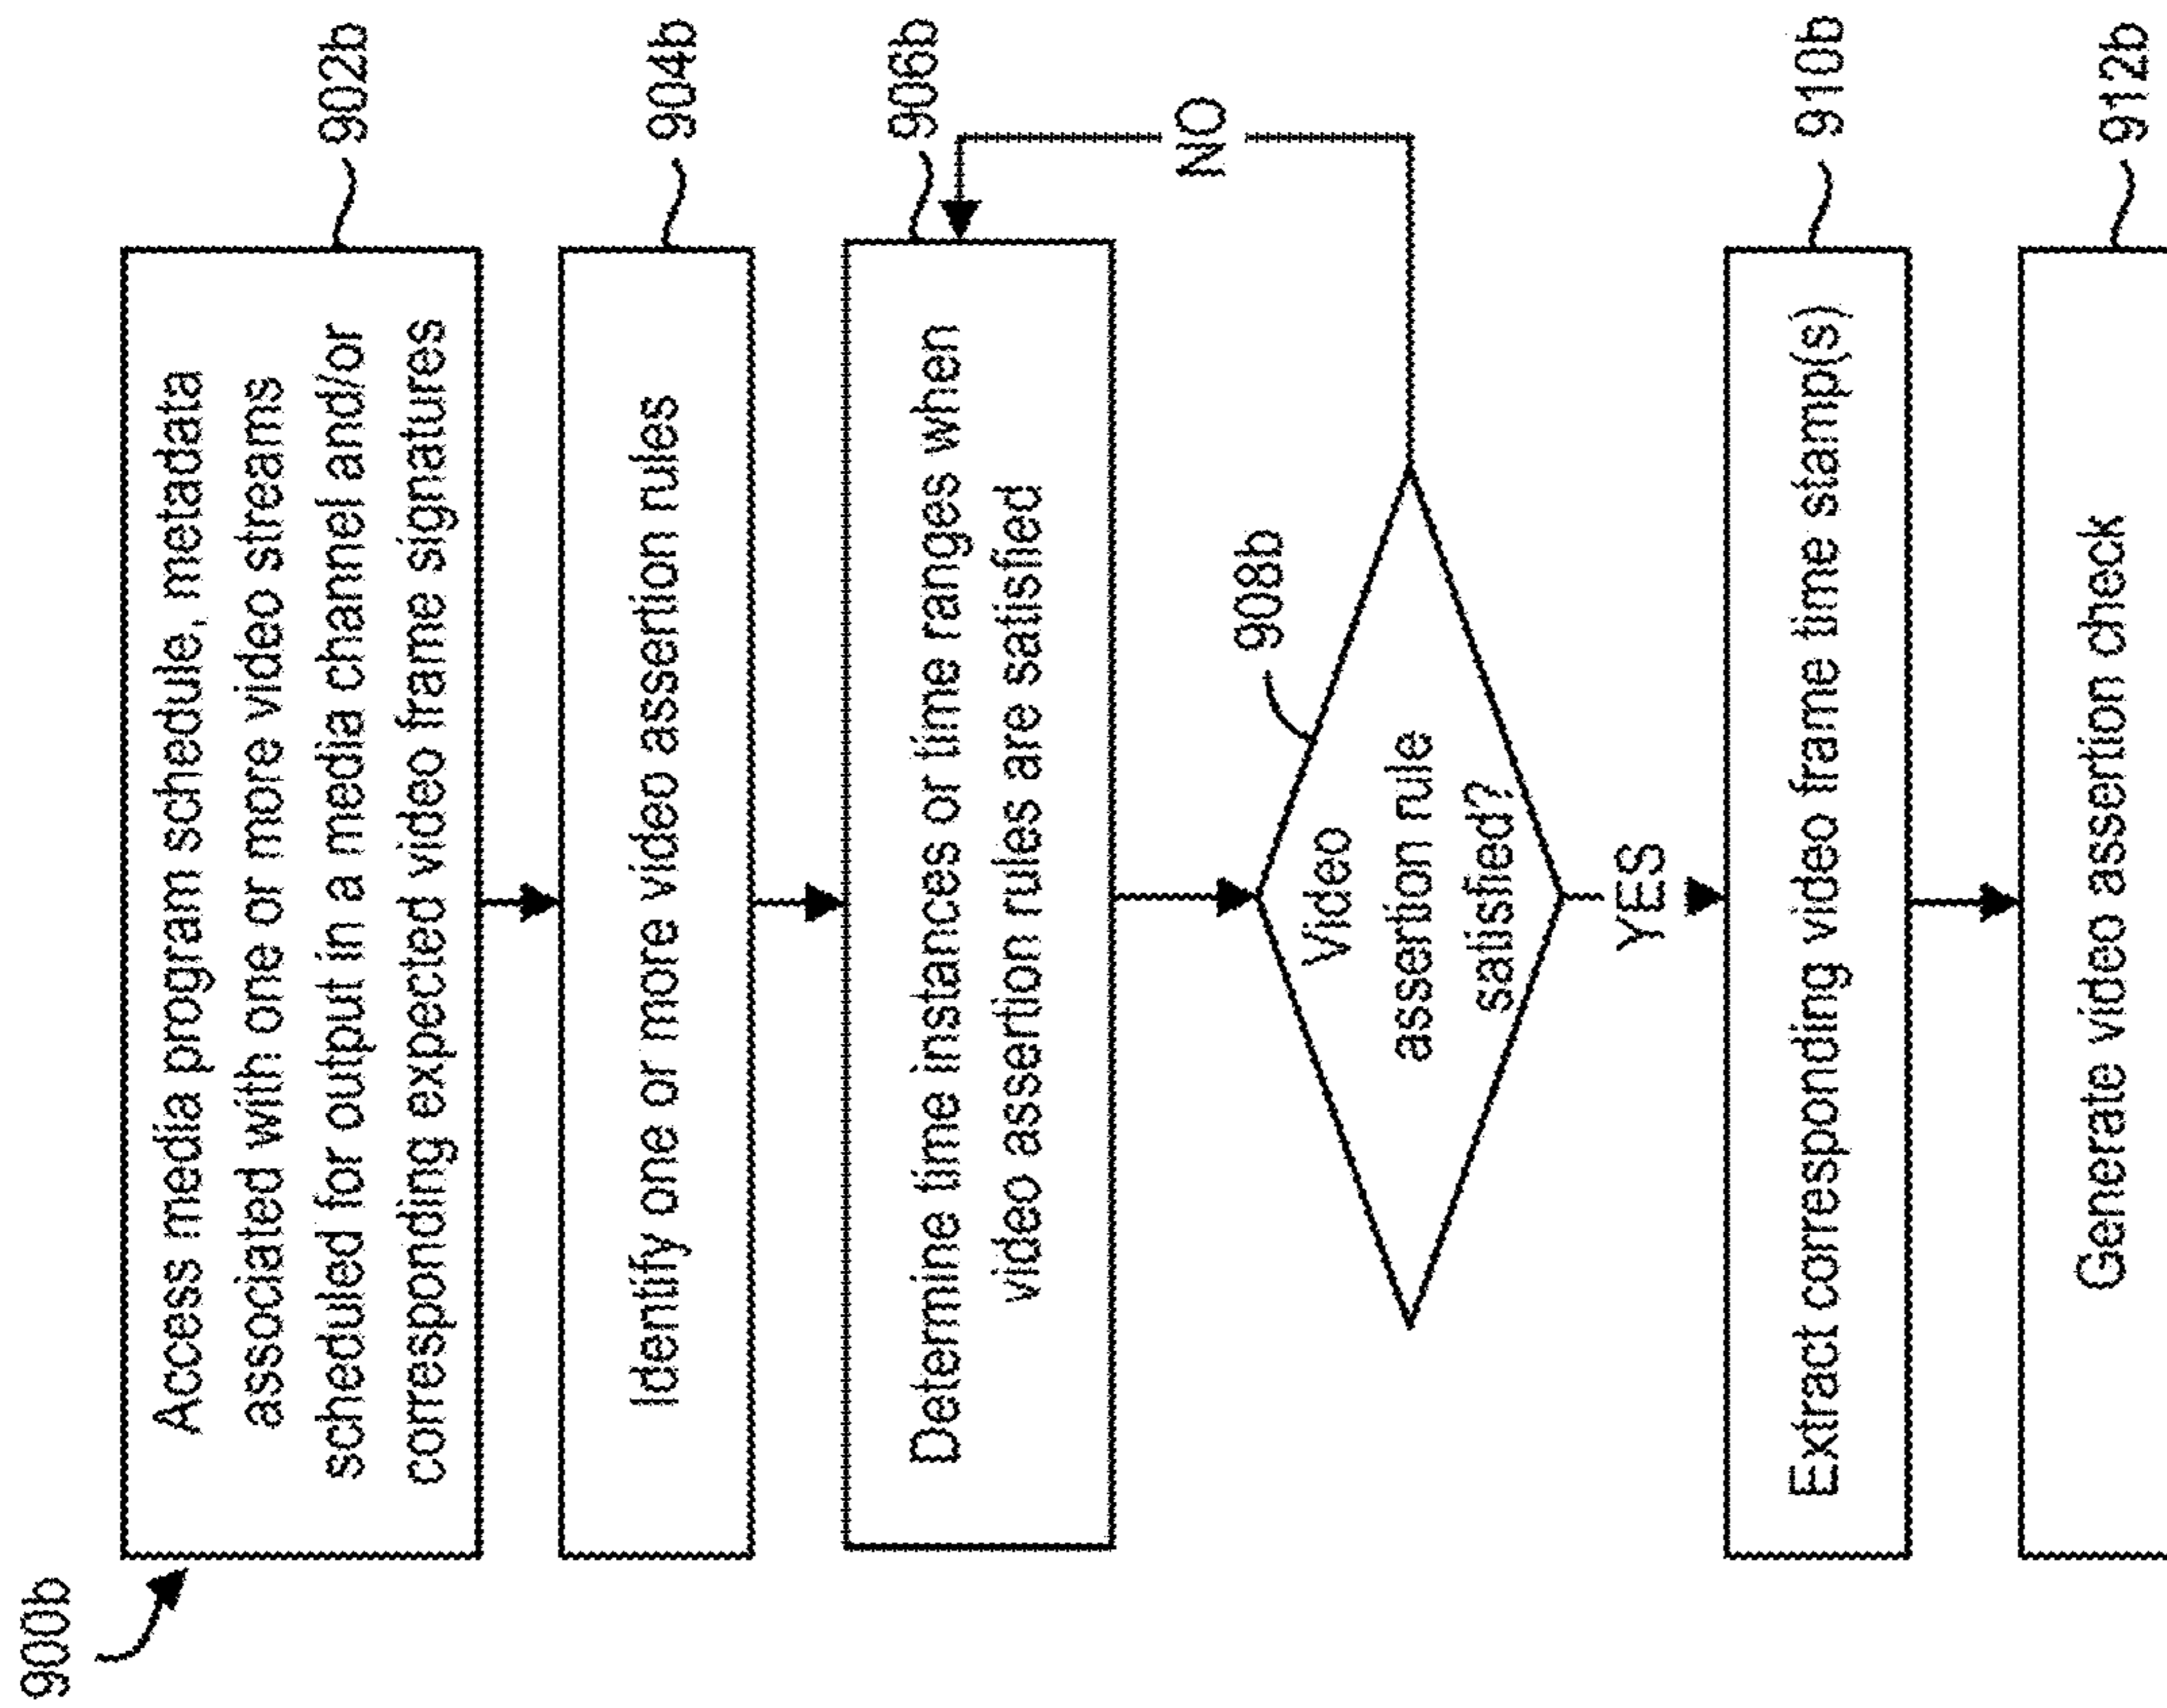 900b
Access media program schedule, metadata
associated with one or more video streams
scheduled for output in a media channel and/or
corresponding expected video frame signatures
902b
Identify one or more video assertion rules
904b
Determine time instances or time ranges when
video assertion rules are satisfied
906b
Video
assertion rule
satisfied?
908b
NO
YES
Extract corresponding video frame time stamp(s)
910b
Generate video assertion check
912b